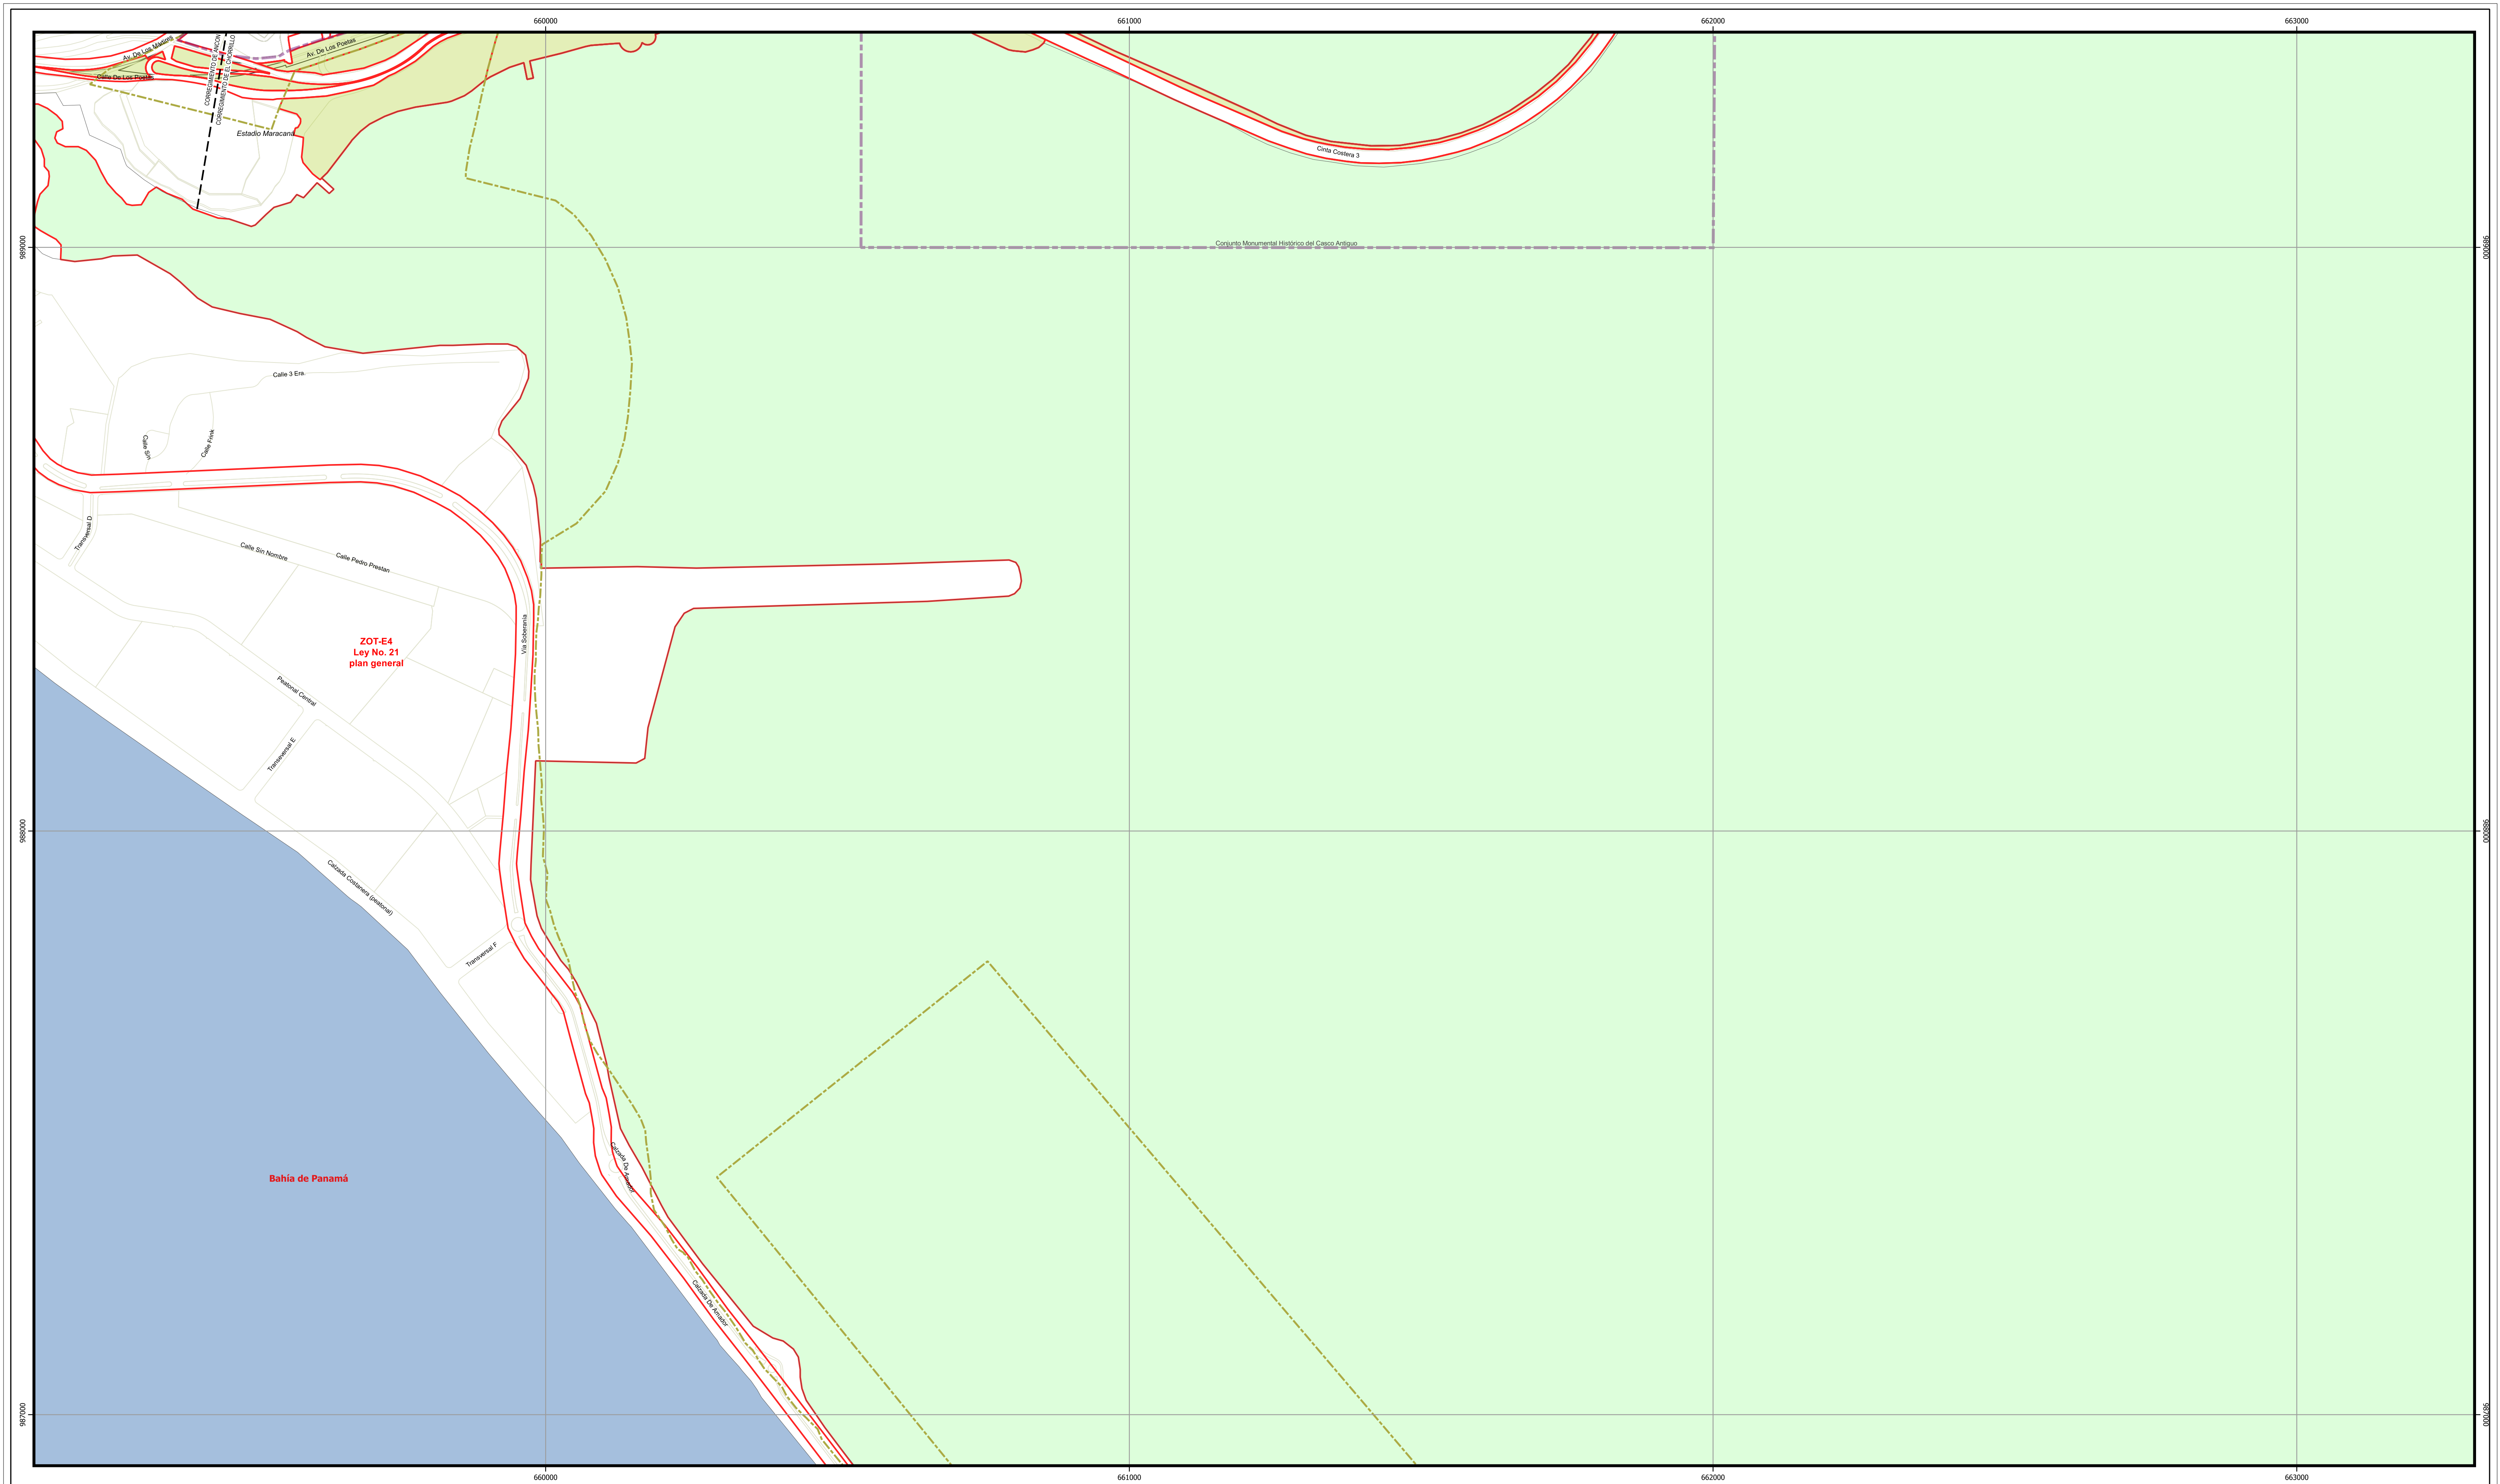 660000
661000
662000
663000
Av. De Los Mártires
Av. De Los Poetas
Calle De Los Poetas
CORREGIMIENTO DE ANCON
CORREGIMIENTO DE EL CHORRILLO
Estadio Maracaná
Cinta Costera 3
989000
989000
Conjunto Monumental Histórico del Casco Antiguo
Calle 3 Era.
Calle Sin
Calle Frink
Transversal D
Calle Sin Nombre
Calle Pedro Prestan
Vía Soberanía
ZOT-E4
Ley No. 21
plan general
Peatonal Central
Transeversal E
988000
988000
Calzada Costanera (peatonal)
Transversal F
Calzada De Amador
Bahía de Panamá
Calzada De Amador
987000
987000
660000
661000
662000
663000